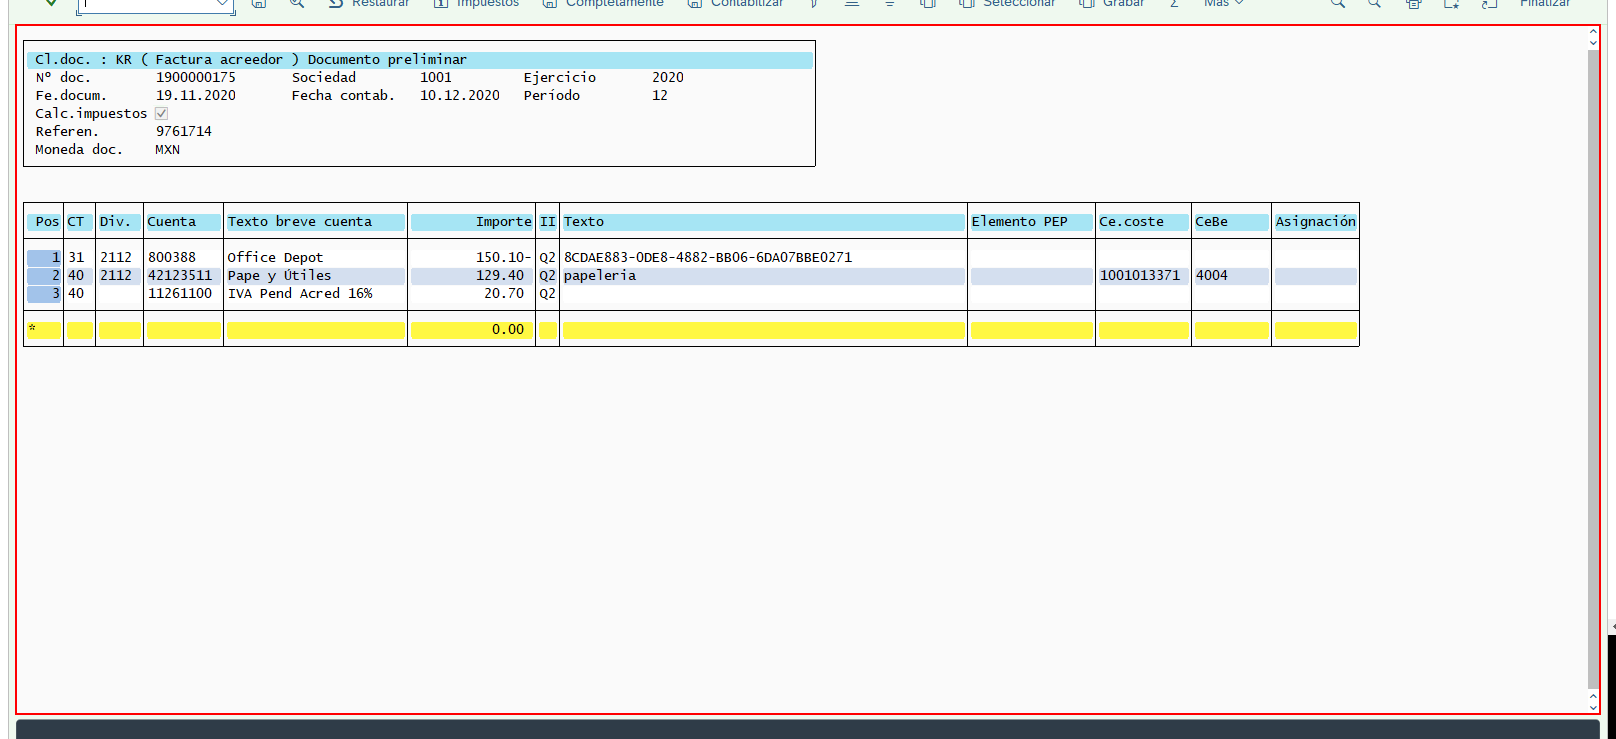 Restaurar Impuestos Completamente Contabilizar Seleccionar Grabar Más Finalizar
Cl.doc. : KR ( Factura acreedor ) Documento preliminar
Nº doc. 1900000175 Sociedad 1001 Ejercicio 2020
Fe.docum. 19.11.2020 Fecha contab. 10.12.2020 Período 12
Calc.impuestos
Referen. 9761714
Moneda doc. MXN
Pos CT Div. Cuenta Texto breve cuenta Importe II Texto Elemento PEP Ce.coste CeBe Asignación
1 31 2112 800388 Office Depot 150.10- Q2 8CDAE883-0DE8-4882-BB06-6DA07BBE0271
2 40 2112 42123511 Pape y Útiles 129.40 Q2 papeleria 1001013371 4004
3 40 11261100 IVA Pend Acred 16% 20.70 Q2
* 0.00